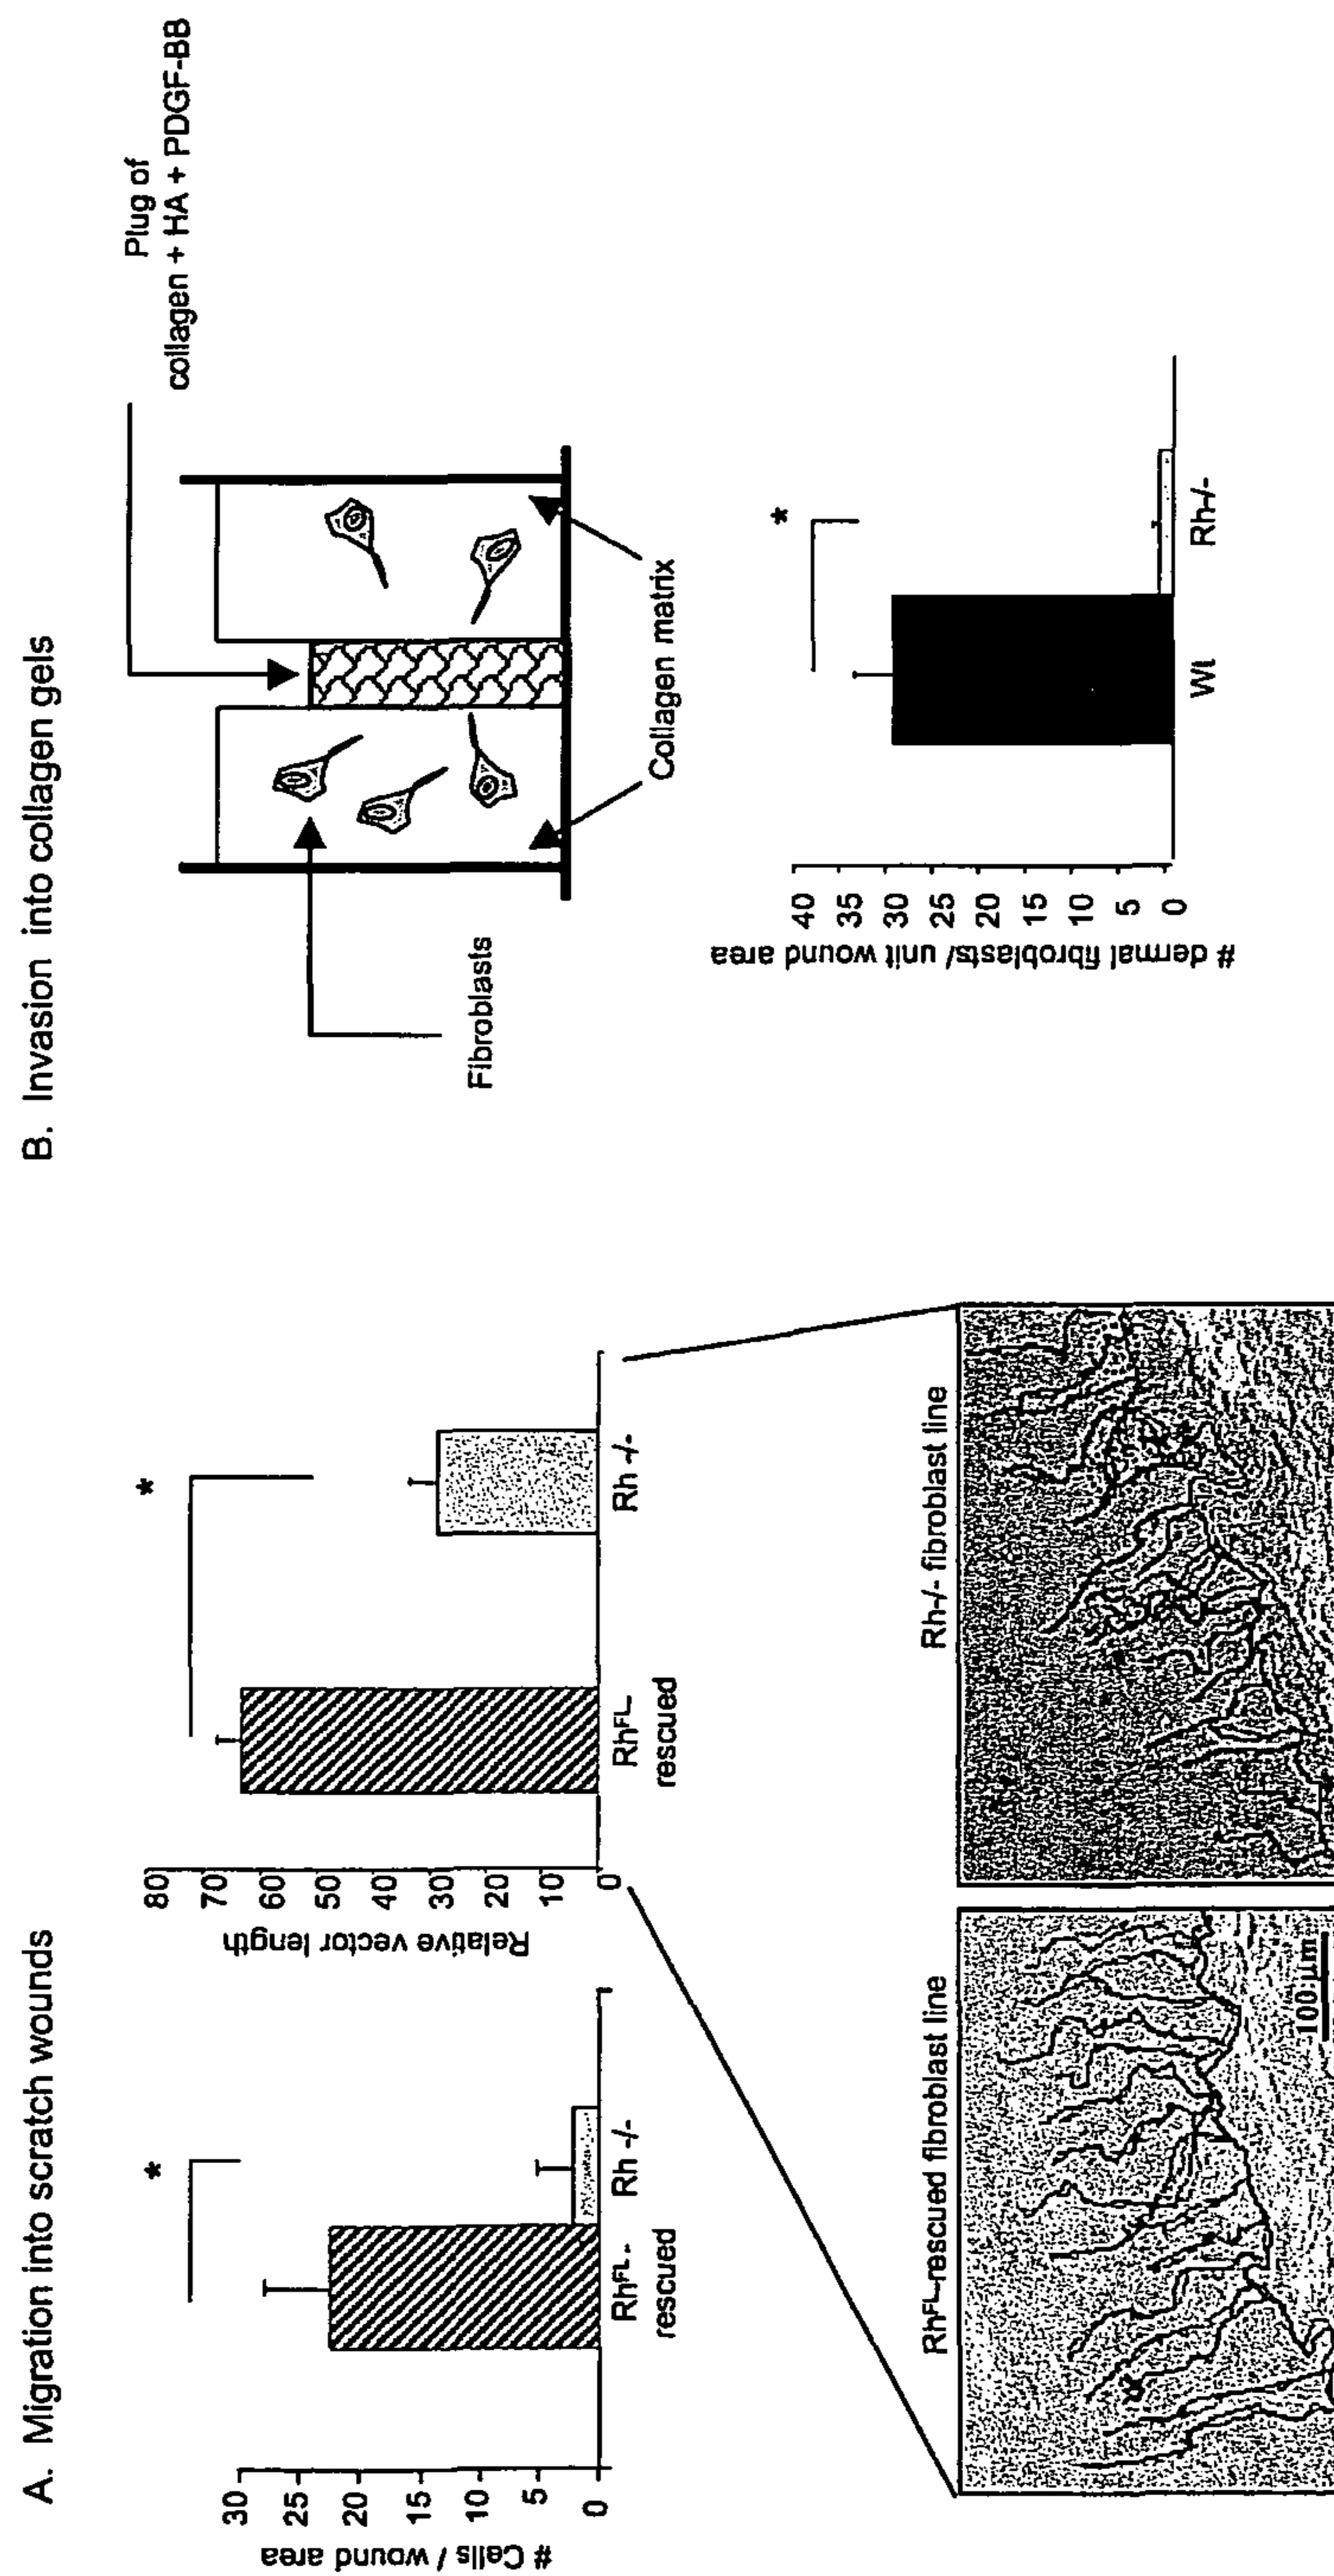 A. Migration into scratch wounds
# Cells / wound area
30
25
20
15
10
5
0
*
Rhᶠᴸ-
rescued
Rh -/-
Relative vector length
80
70
60
50
40
30
20
10
0
*
Rhᶠᴸ-
rescued
Rh -/-
Rhᶠᴸ-rescued fibroblast line
100 µm
Rh-/- fibroblast line
B. Invasion into collagen gels
Plug of
collagen + HA + PDGF-BB
Fibroblasts
Collagen matrix
# dermal fibroblasts/ unit wound area
40
35
30
25
20
15
10
5
0
*
Wt
Rh-/-